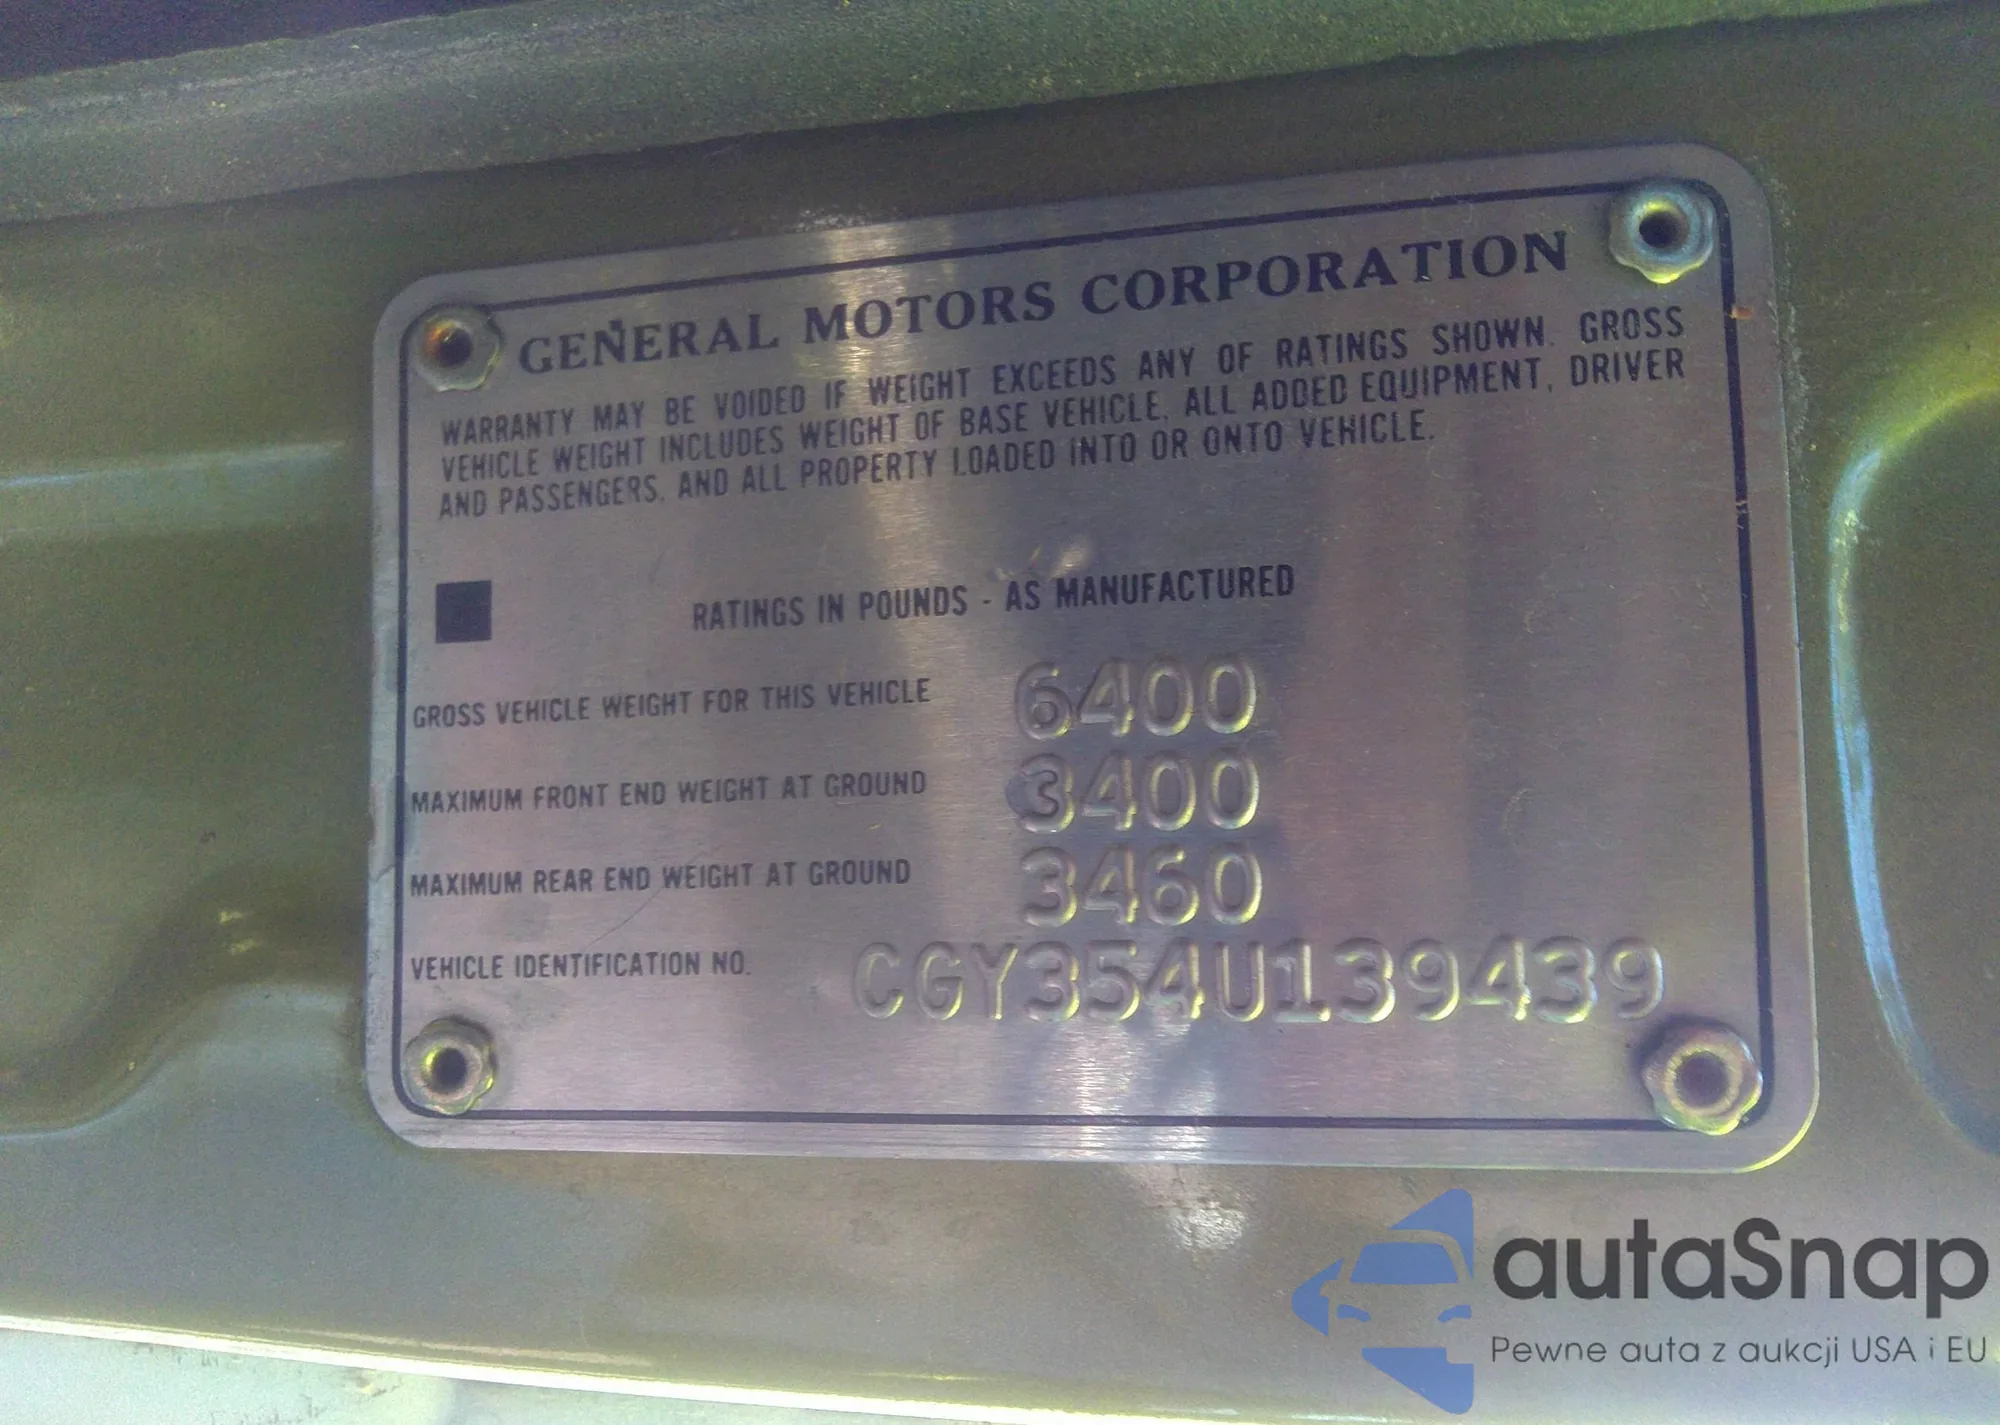 GENERAL MOTORS CORPORATION
WARRANTY MAY BE VOIDED IF WEIGHT EXCEEDS ANY OF RATINGS SHOWN. GROSS
VEHICLE WEIGHT INCLUDES WEIGHT OF BASE VEHICLE, ALL ADDED EQUIPMENT, DRIVER
AND PASSENGERS, AND ALL PROPERTY LOADED INTO OR ONTO VEHICLE.
RATINGS IN POUNDS - AS MANUFACTURED
GROSS VEHICLE WEIGHT FOR THIS VEHICLE 6400
MAXIMUM FRONT END WEIGHT AT GROUND 3400
MAXIMUM REAR END WEIGHT AT GROUND 3460
VEHICLE IDENTIFICATION NO. CGY354U139439
autaSnap
Pewne auta z aukcji USA i EU